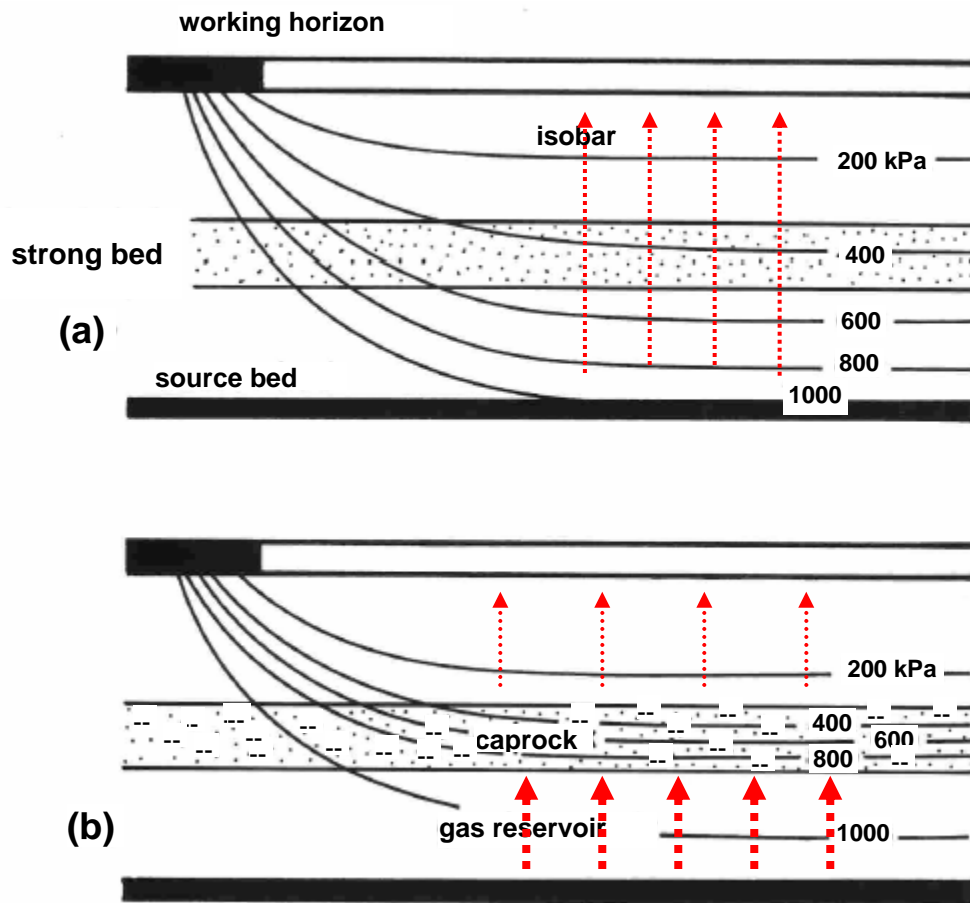 working horizon
isobar
200 kPa
strong bed
400
(a)
600
800
source bed
1000
200 kPa
400
600
caprock
800
(b)
gas reservoir
1000